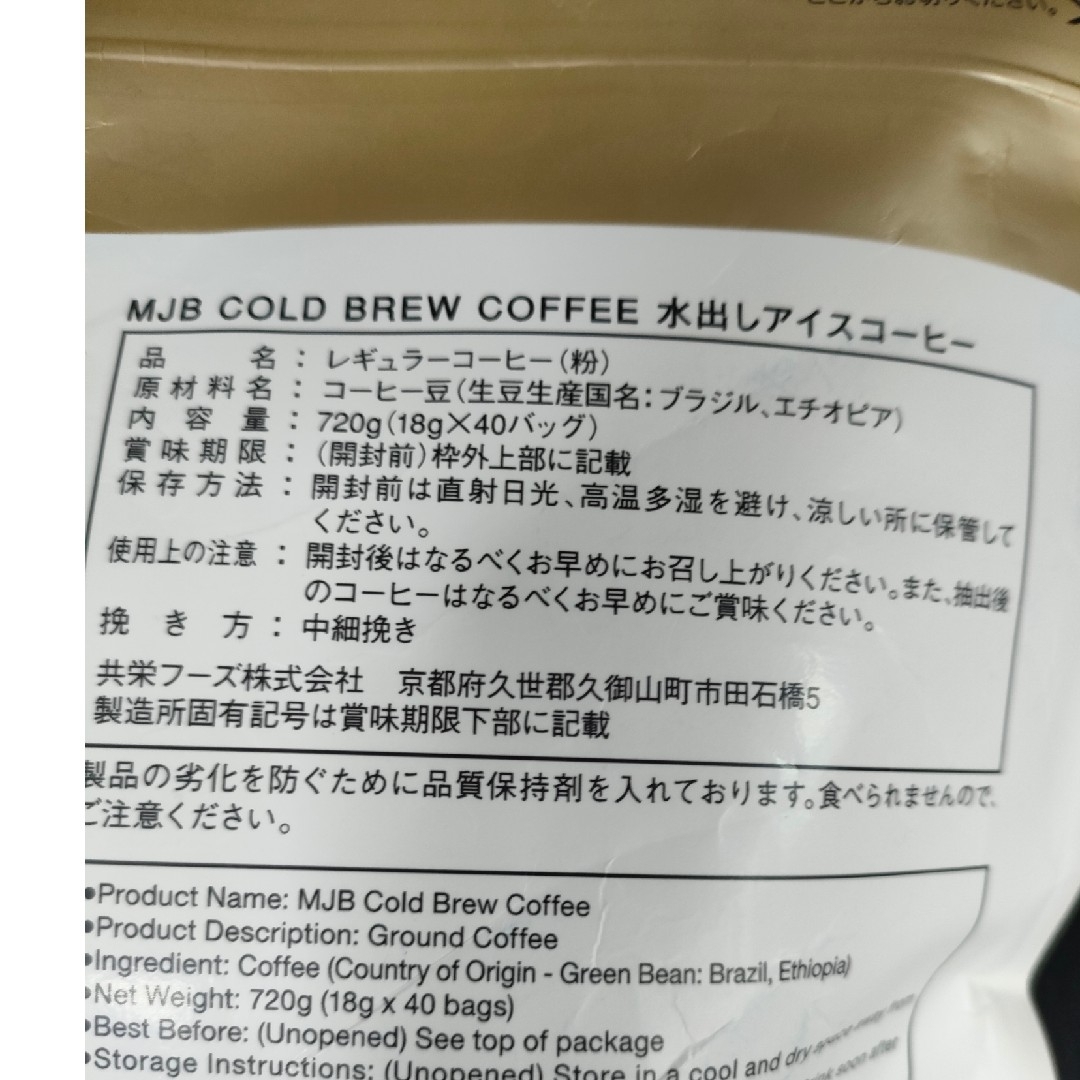 MJB COLD BREW COFFEE 水出しアイスコーヒー
品名：レギュラーコーヒー（粉）
原材料名：コーヒー豆（生豆生産国名：ブラジル、エチオピア）
内容量：720g（18g×40バッグ）
賞味期限：（開封前）枠外上部に記載
保存方法：開封前は直射日光、高温多湿を避け、涼しい所に保管して
ください。
使用上の注意：開封後はなるべくお早めにお召し上がりください。また、抽出後
のコーヒーはなるべくお早めにご賞味ください。
挽き方：中細挽き
共栄フーズ株式会社 京都府久世郡久御山町市田石橋5
製造所固有記号は賞味期限下部に記載
製品の劣化を防ぐために品質保持剤を入れております。食べられませんので、
ご注意ください。
•Product Name: MJB Cold Brew Coffee
•Product Description: Ground Coffee
•Ingredient: Coffee (Country of Origin - Green Bean: Brazil, Ethiopia)
•Net Weight: 720g (18g x 40 bags)
•Best Before: (Unopened) See top of package
•Storage Instructions: (Unopened) Store in a cool and dry space away from